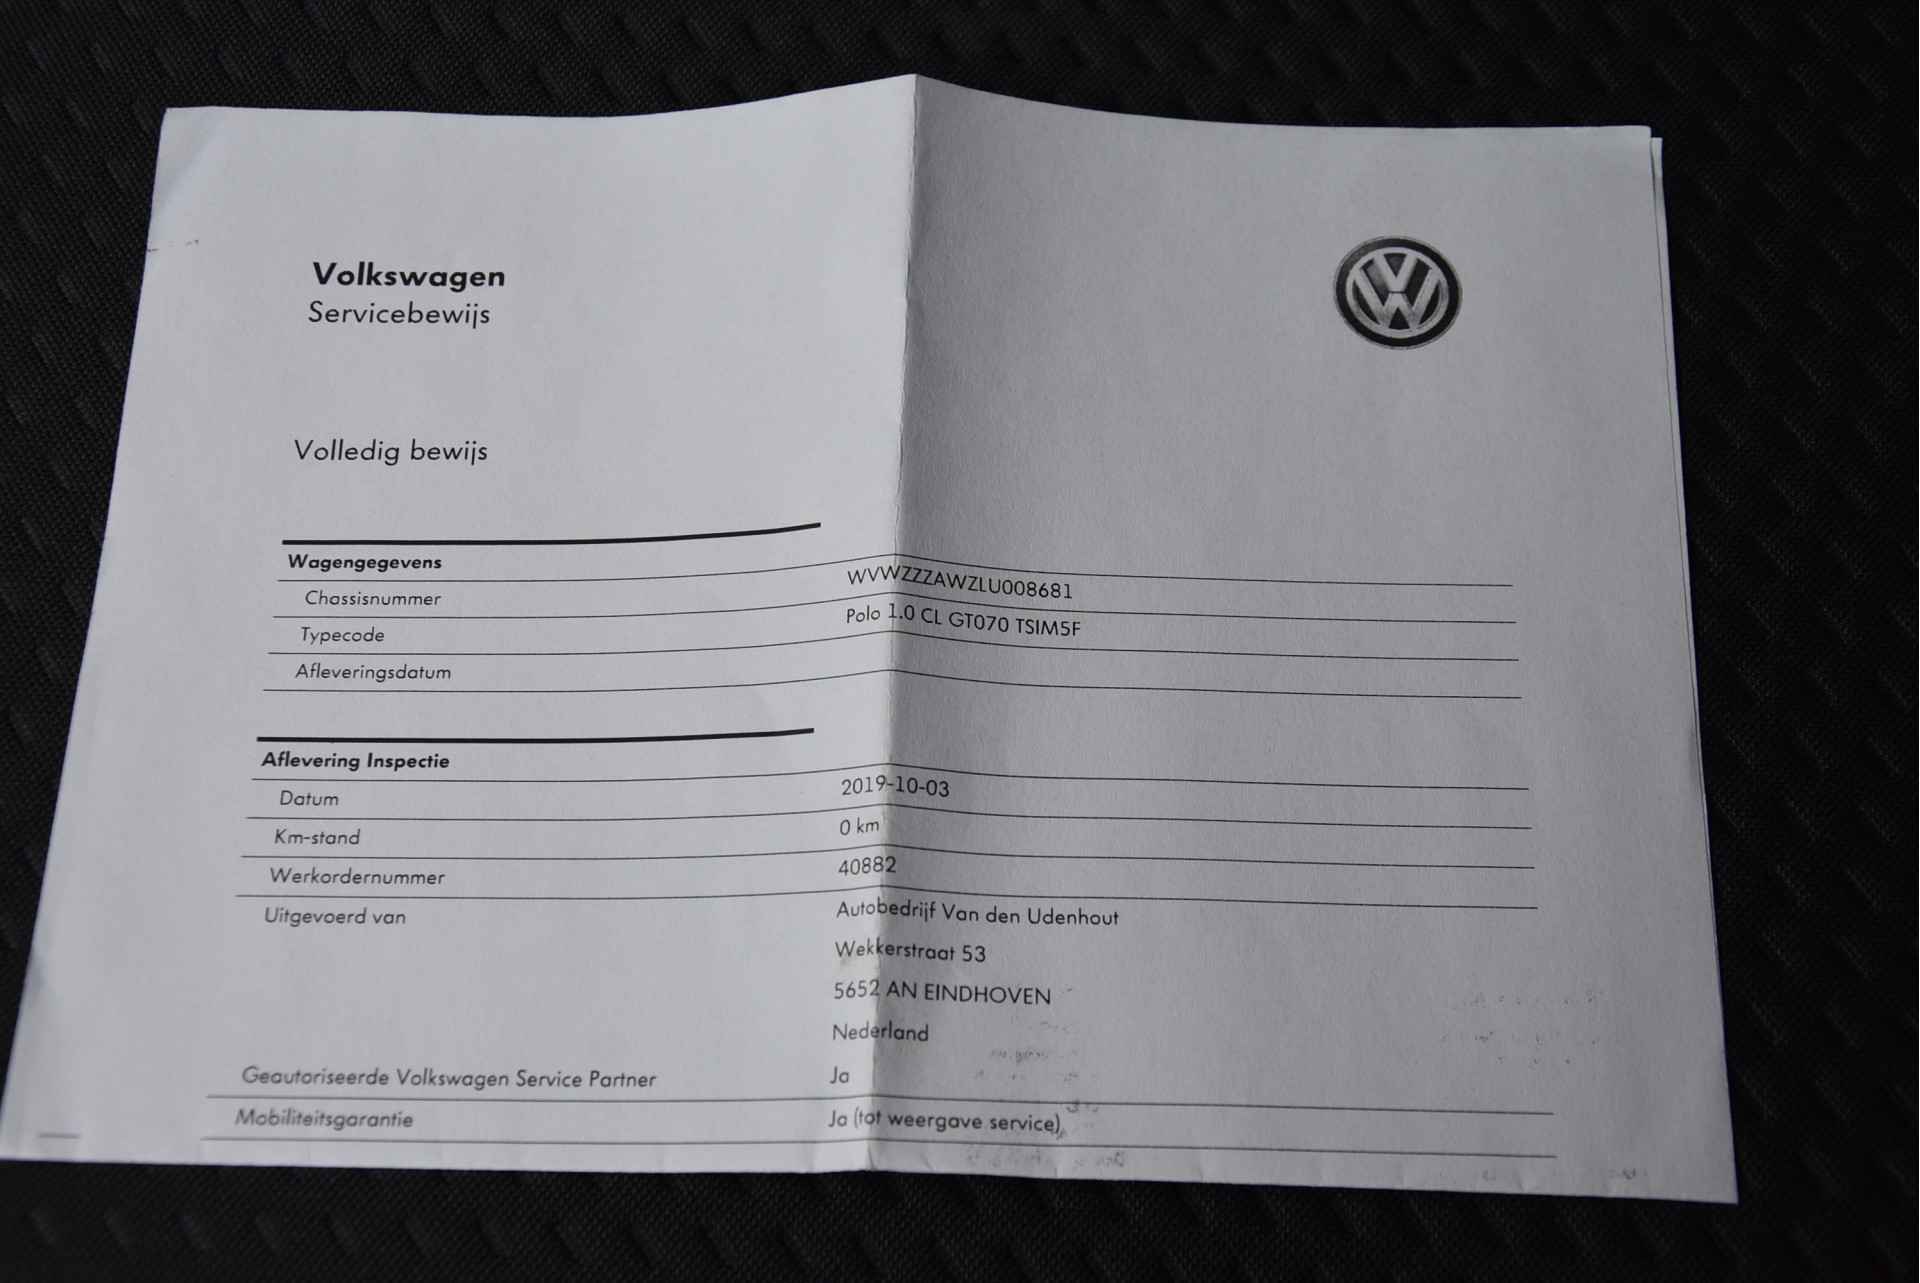 Volkswagen
Servicebewijs
Volledig bewijs
Wagengegevens
Chassisnummer WVWZZZAWZLU008681
Typecode Polo 1.0 CL GT070 TSIM5F
Afleveringsdatum
Aflevering Inspectie
Datum 2019-10-03
Km-stand 0 km
Werkordernummer 40882
Uitgevoerd van Autobedrijf Van den Udenhout
Wekkerstraat 53
5652 AN EINDHOVEN
Nederland
Geautoriseerde Volkswagen Service Partner Ja
Mobiliteitsgarantie Ja (tot weergave service)